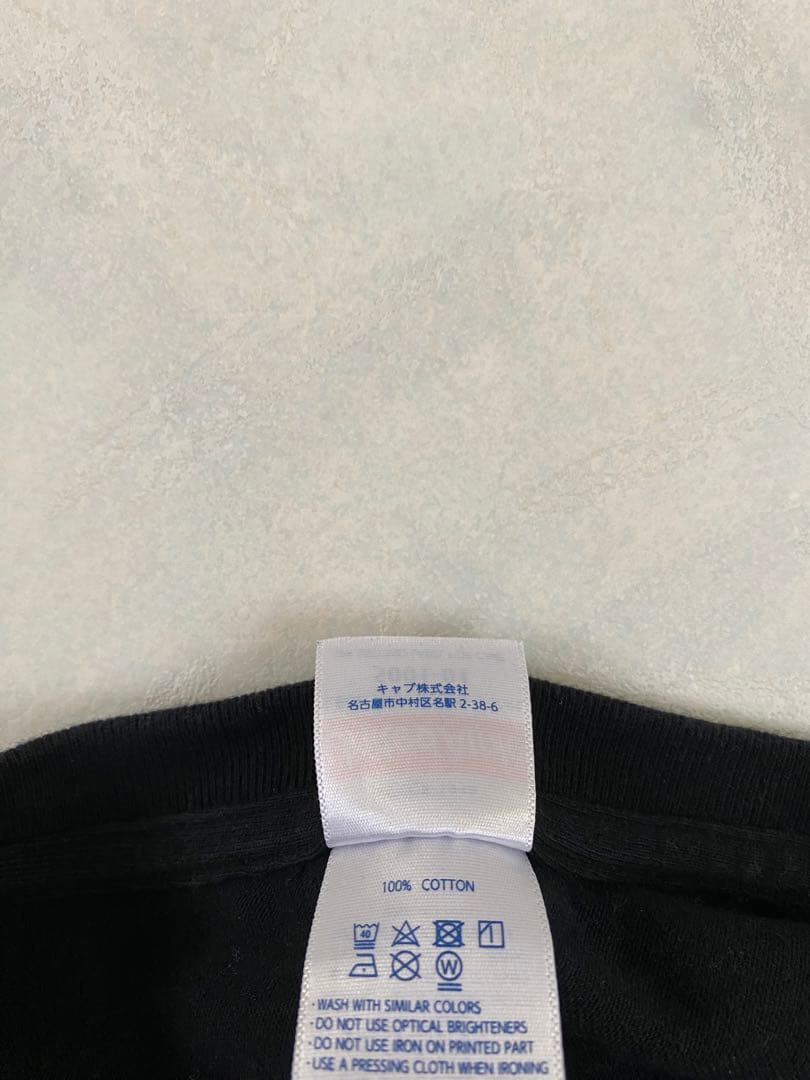 キャブ株式会社
名古屋市中村区名駅 2-38-6
100% COTTON
40
W
・WASH WITH SIMILAR COLORS
・DO NOT USE OPTICAL BRIGHTENERS
・DO NOT USE IRON ON PRINTED PART
・USE A PRESSING CLOTH WHEN IRONING